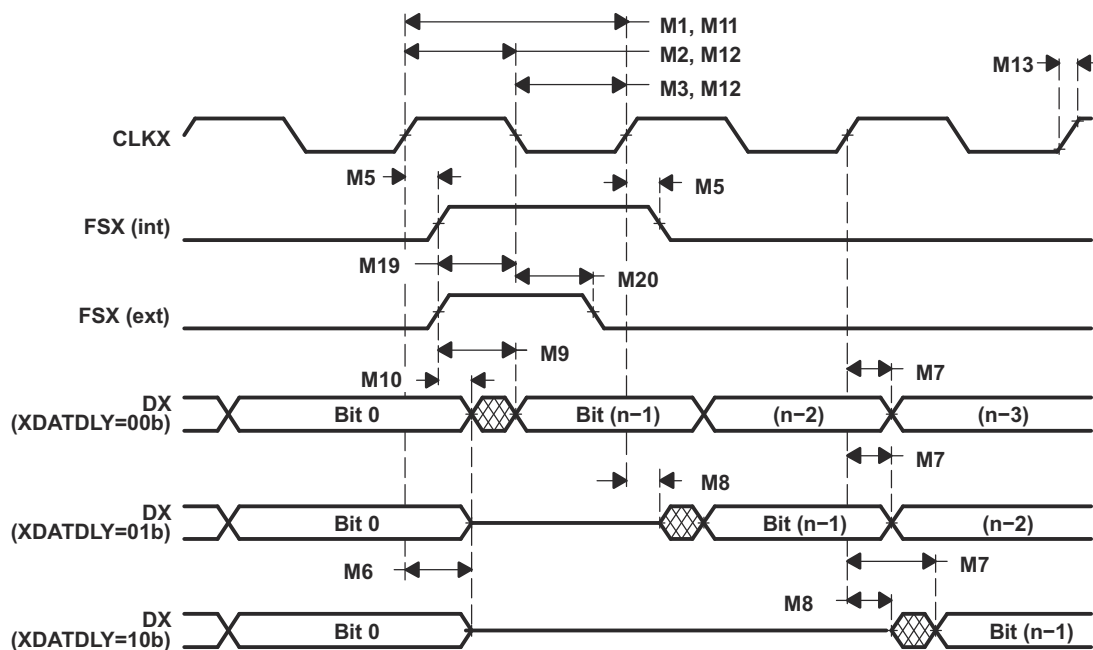 M1, M11
M2, M12
M13
M3, M12
CLKX
M5
M5
FSX (int)
M19
M20
FSX (ext)
M9
M7
M10
DX
(XDATDLY=00b)
Bit 0
Bit (n−1)
(n−2)
(n−3)
M7
M8
DX
(XDATDLY=01b)
Bit 0
Bit (n−1)
(n−2)
M6
M7
M8
DX
(XDATDLY=10b)
Bit 0
Bit (n−1)